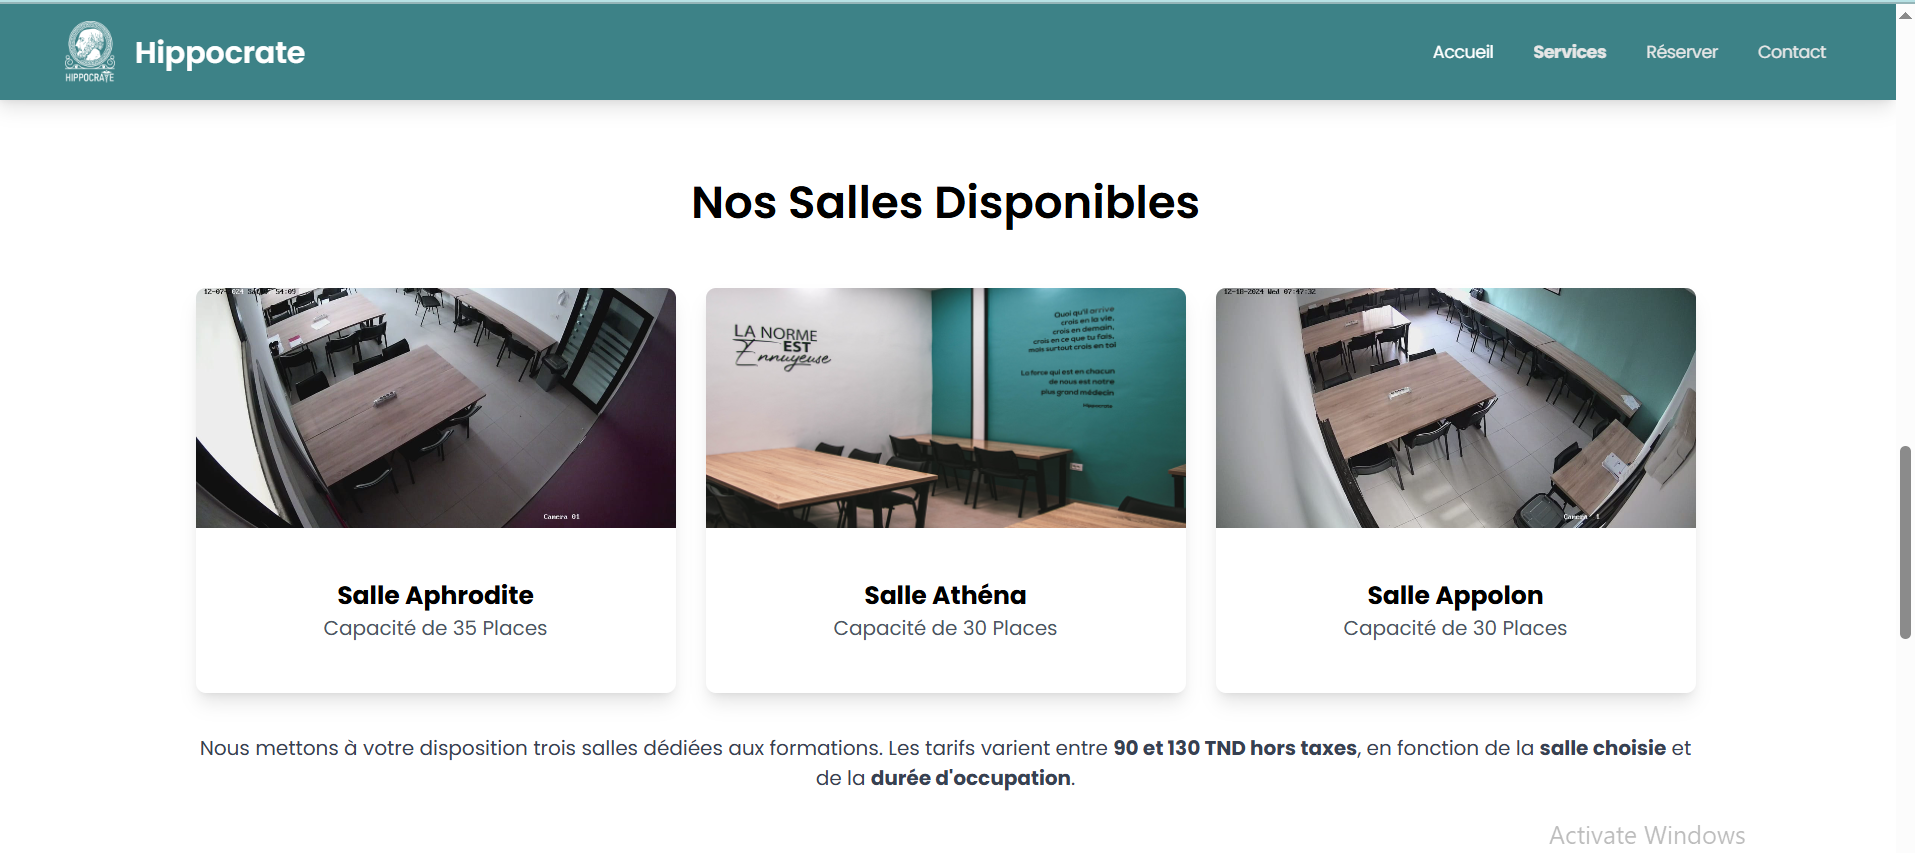 HIPPOCRATE
Hippocrate
Accueil
Services
Réserver
Contact
Nos Salles Disponibles
54:09
Camera 01
LA NORME
EST
Ennuyeuse
Quoi qu'il arrive
crois en la vie,
crois en demain,
crois en ce que tu fais,
mais surtout crois en toi
La force qui est en chacun
de nous est notre
plus grand médecin
Hippocrate
12-18-2024 Wed 07:47:32
Salle Aphrodite
Capacité de 35 Places
Salle Athéna
Capacité de 30 Places
Salle Appolon
Capacité de 30 Places
Nous mettons à votre disposition trois salles dédiées aux formations. Les tarifs varient entre 90 et 130 TND hors taxes, en fonction de la salle choisie et
de la durée d'occupation.
Activate Windows